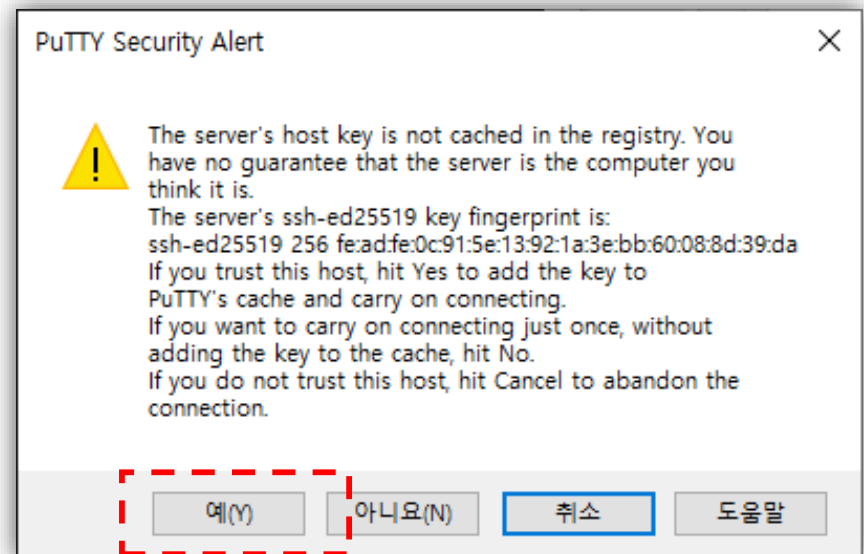 PuTTY Security Alert
The server's host key is not cached in the registry. You
have no guarantee that the server is the computer you
think it is.
The server's ssh-ed25519 key fingerprint is:
ssh-ed25519 256 fe:ad:fe:0c:91:5e:13:92:1a:3e:bb:60:08:8d:39:da
If you trust this host, hit Yes to add the key to
PuTTY's cache and carry on connecting.
If you want to carry on connecting just once, without
adding the key to the cache, hit No.
If you do not trust this host, hit Cancel to abandon the
connection.
예(Y) 아니요(N) 취소 도움말